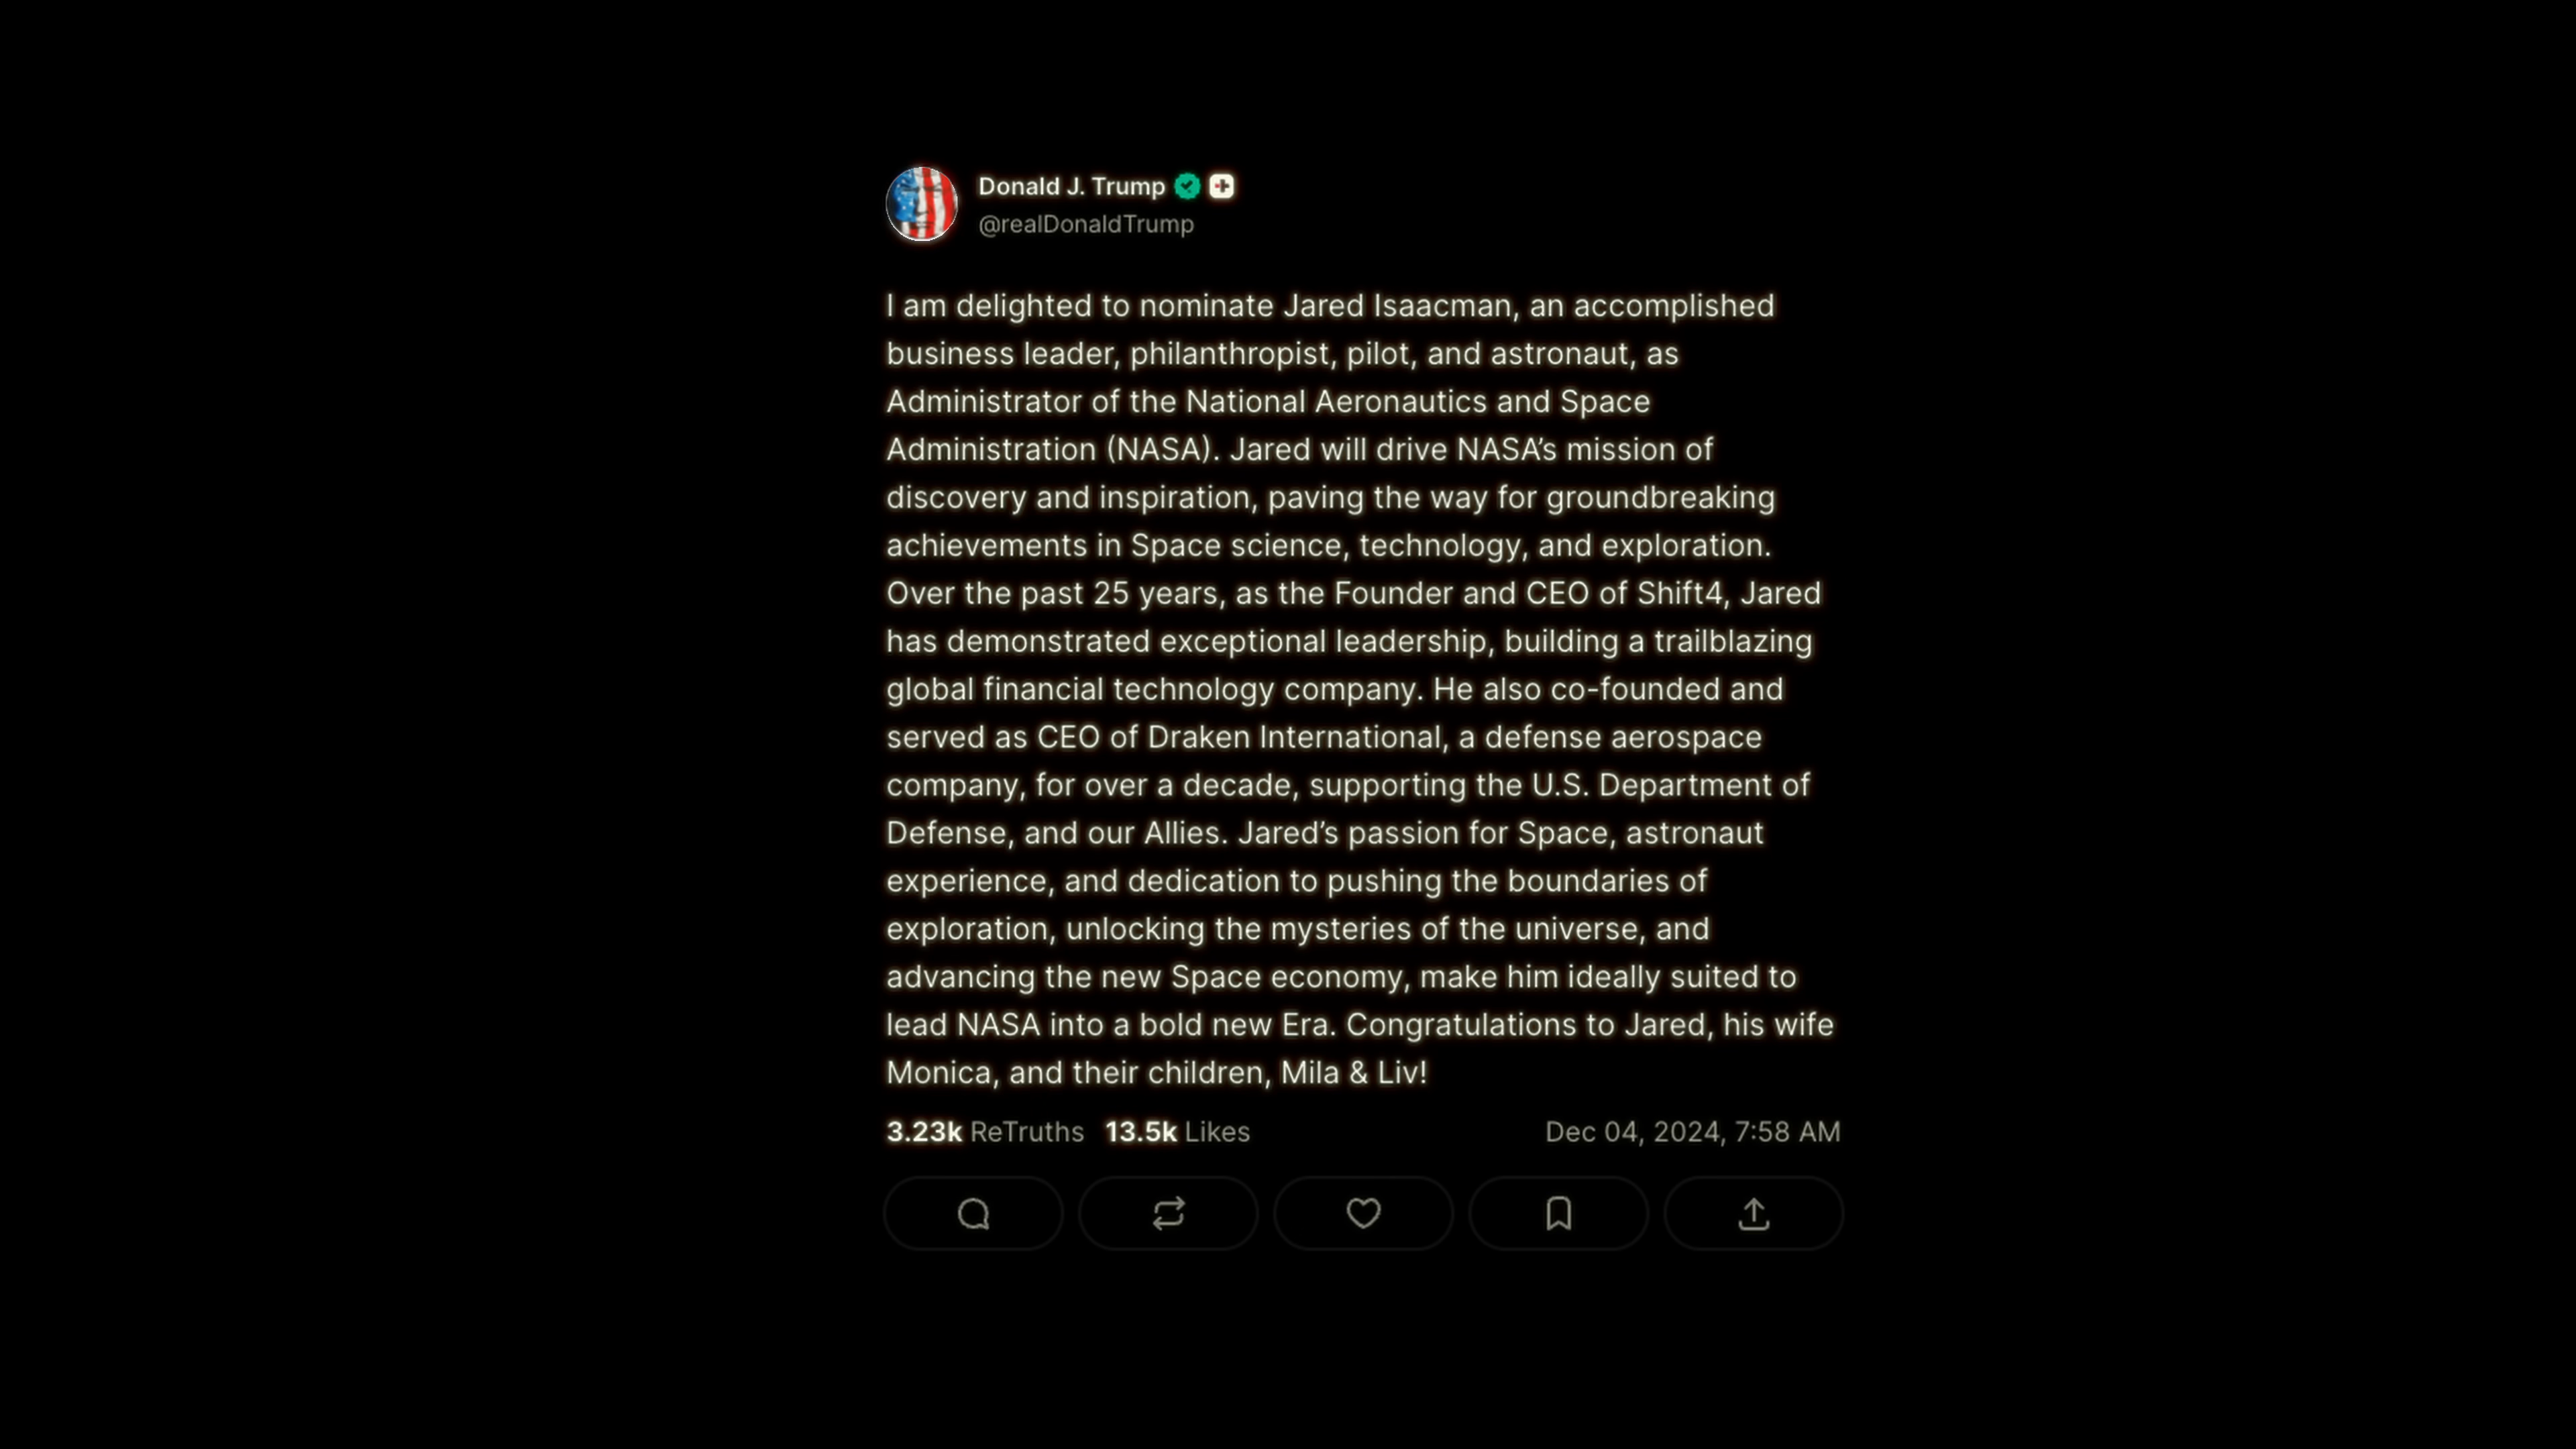 Donald J. Trump
@realDonaldTrump
I am delighted to nominate Jared Isaacman, an accomplished
business leader, philanthropist, pilot, and astronaut, as
Administrator of the National Aeronautics and Space
Administration (NASA). Jared will drive NASA’s mission of
discovery and inspiration, paving the way for groundbreaking
achievements in Space science, technology, and exploration.
Over the past 25 years, as the Founder and CEO of Shift4, Jared
has demonstrated exceptional leadership, building a trailblazing
global financial technology company. He also co-founded and
served as CEO of Draken International, a defense aerospace
company, for over a decade, supporting the U.S. Department of
Defense, and our Allies. Jared’s passion for Space, astronaut
experience, and dedication to pushing the boundaries of
exploration, unlocking the mysteries of the universe, and
advancing the new Space economy, make him ideally suited to
lead NASA into a bold new Era. Congratulations to Jared, his wife
Monica, and their children, Mila & Liv!
3.23k ReTruths 13.5k Likes Dec 04, 2024, 7:58 AM